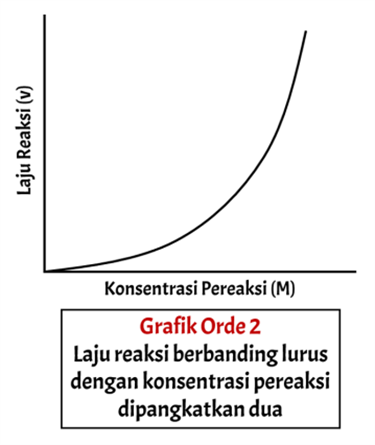 Laju Reaksi (v)
Konsentrasi Pereaksi (M)
Grafik Orde 2
Laju reaksi berbanding lurus
dengan konsentrasi pereaksi
dipangkatkan dua